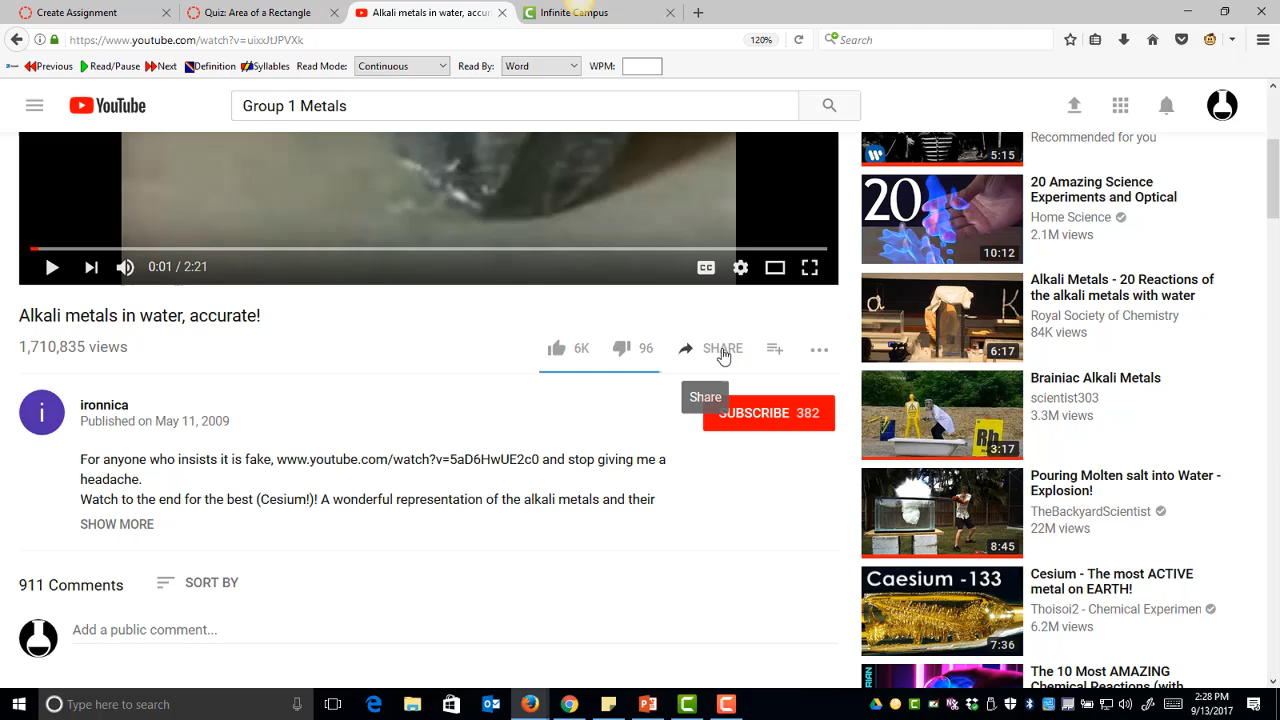 Create Assignment
Quiz: Area of Rectangle
Alkali metals in water, accur
Infinite Campus
https://www.youtube.com/watch?v=uixxJtJPVXk
120%
Search
Previous Read/Pause Next Definition Syllables Read Mode: Continuous Read By: Word WPM:
YouTube
Group 1 Metals
0:01 / 2:21
CC
Alkali metals in water, accurate!
1,710,835 views
6K
96
SHARE
Share
ironnica
Published on May 11, 2009
SUBSCRIBE 382
For anyone who insists it is fake, www.youtube.com/watch?v=5aD6HwUE2c0 and stop giving me a
headache.
Watch to the end for the best (Cesium!)! A wonderful representation of the alkali metals and their
SHOW MORE
911 Comments
SORT BY
Add a public comment...
Recommended for you
5:15
20
10:12
20 Amazing Science
Experiments and Optical
Home Science
2.1M views
K
6:17
Alkali Metals - 20 Reactions of
the alkali metals with water
Royal Society of Chemistry
84K views
Rb
3:17
Brainiac Alkali Metals
scientist303
3.3M views
8:45
Pouring Molten salt into Water -
Explosion!
TheBackyardScientist
22M views
Caesium -133
7:36
Cesium - The most ACTIVE
metal on EARTH!
Thoisoi2 - Chemical Experimen
6.2M views
The 10 Most AMAZING
Chemical Reactions (with
Type here to search
2:28 PM
9/13/2017